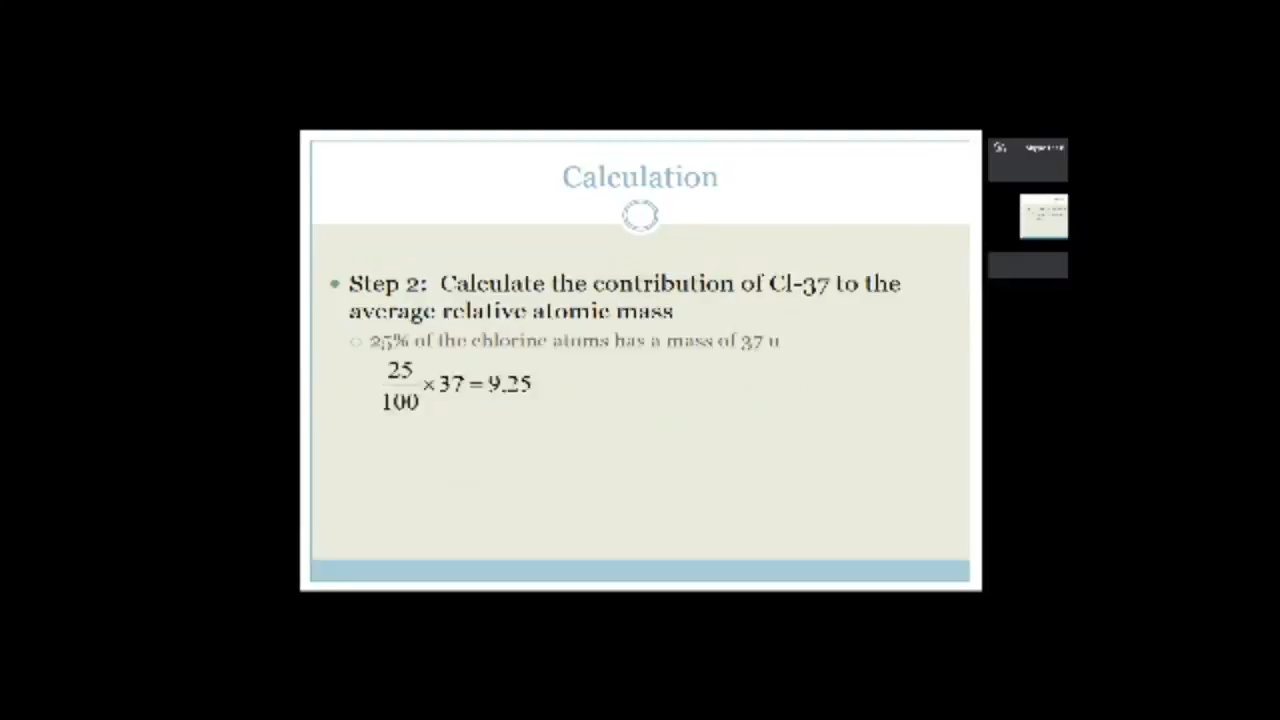 Calculation
Step 2: Calculate the contribution of Cl-37 to the
average relative atomic mass
25% of the chlorine atoms has a mass of 37 u
25/100 × 37 = 9.25